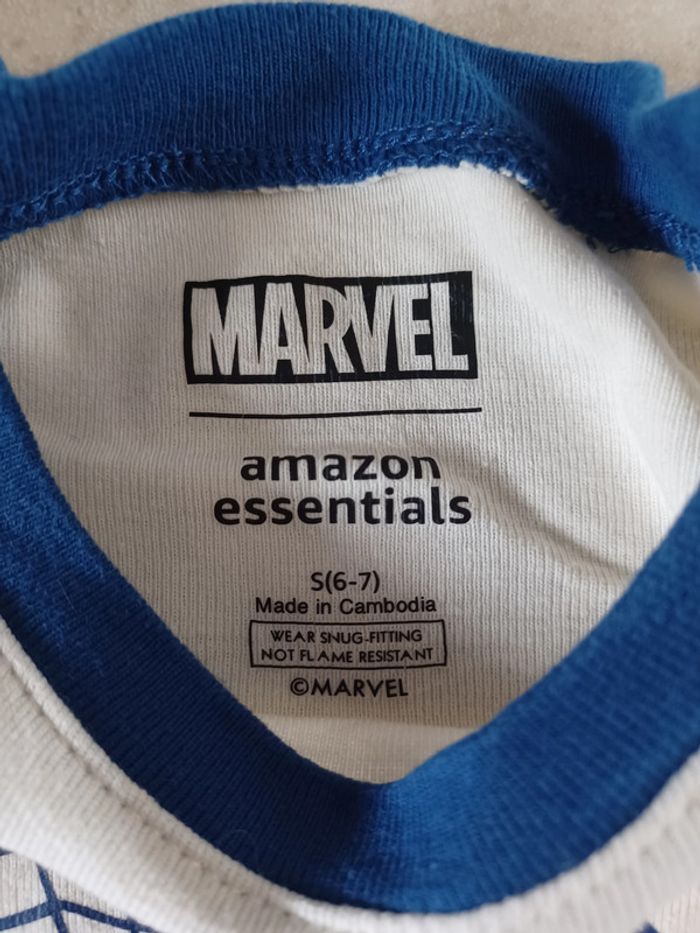 MARVEL
amazon
essentials
S(6-7)
Made in Cambodia
WEAR SNUG-FITTING
NOT FLAME RESISTANT
©MARVEL